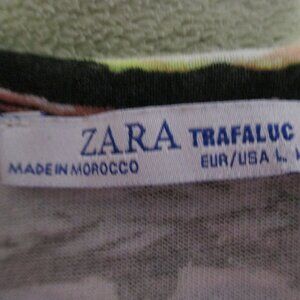 ZARA TRAFALUC
MADE IN MOROCCO EUR/USA L